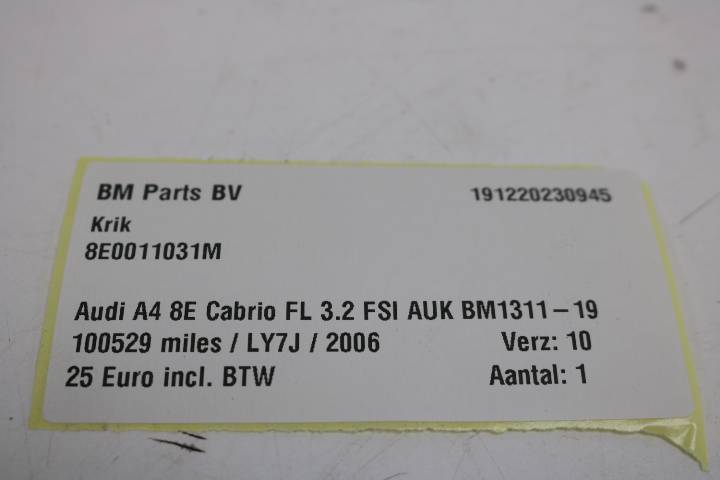 BM Parts BV 191220230945
Krik
8E0011031M
Audi A4 8E Cabrio FL 3.2 FSI AUK BM1311-19
100529 miles / LY7J / 2006 Verz: 10
25 Euro incl. BTW Aantal: 1